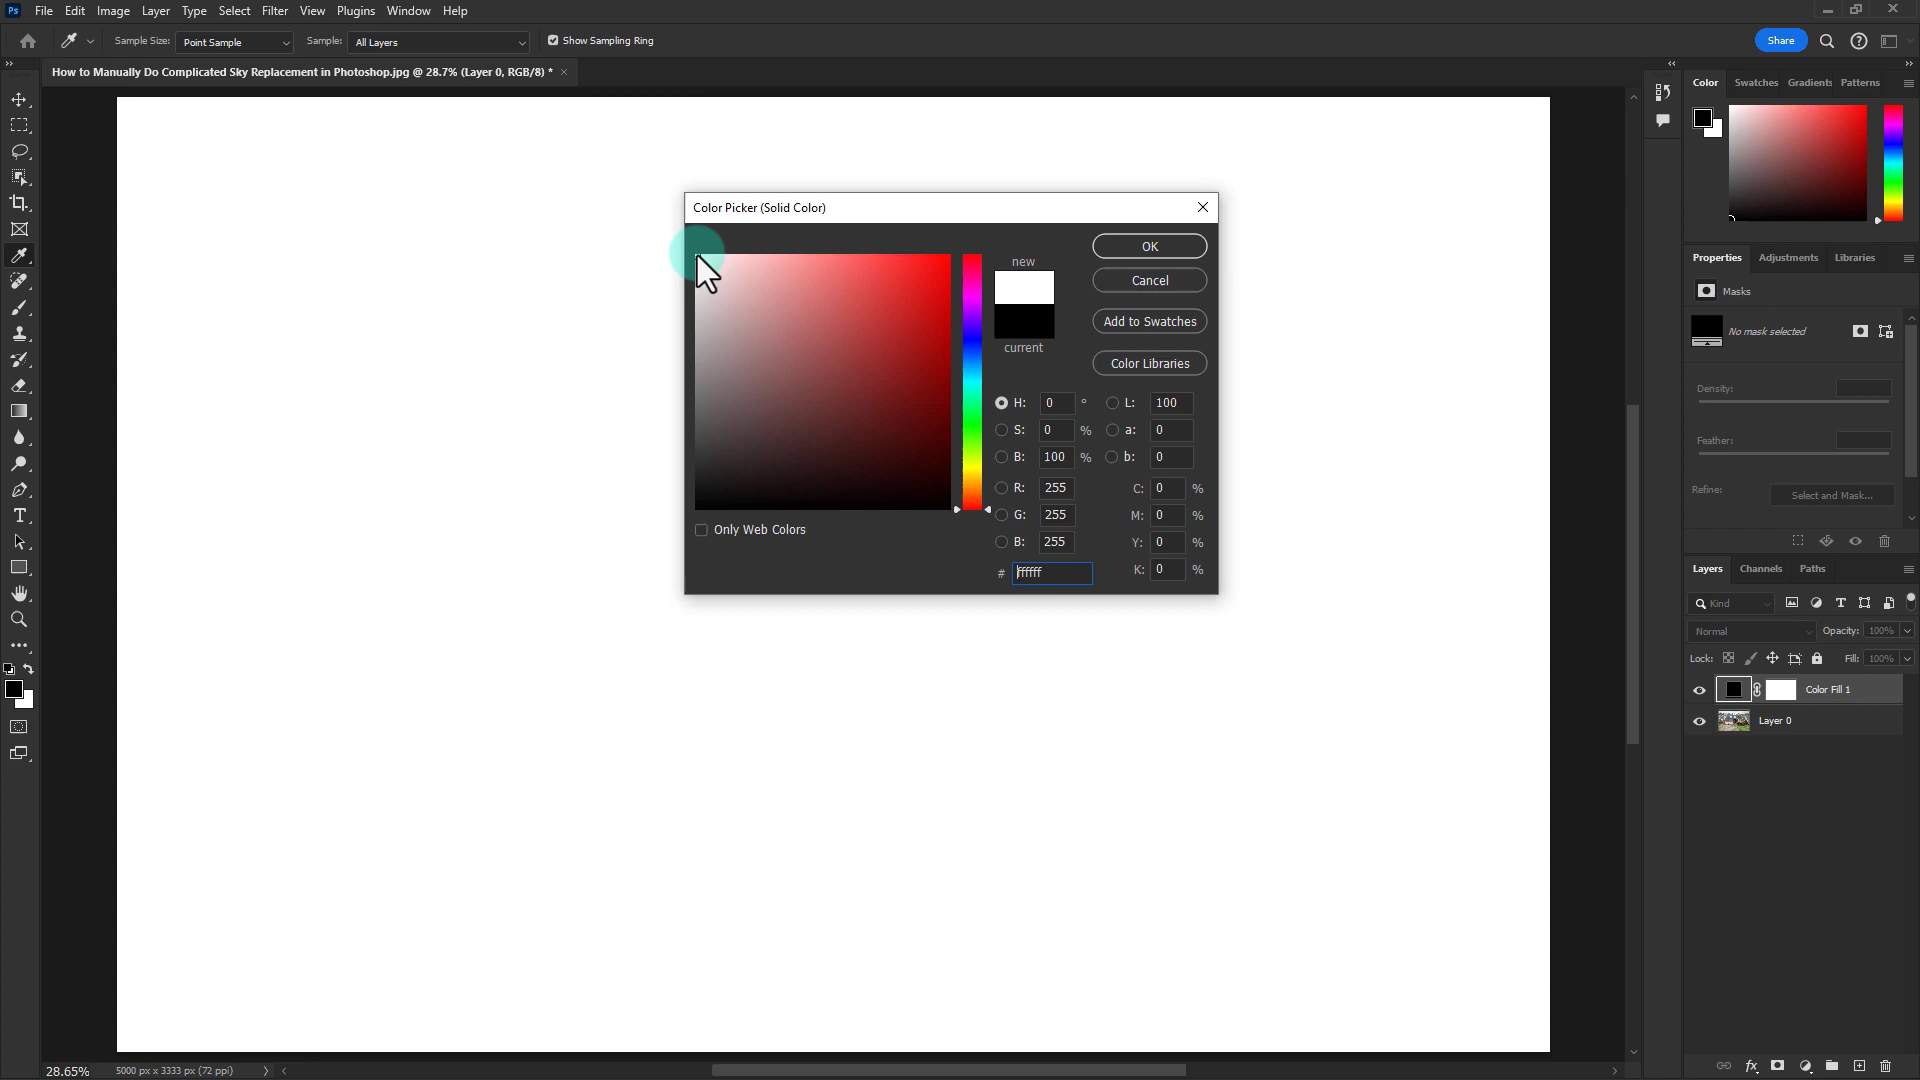 Ps File Edit Image Layer Type Select Filter View Plugins Window Help
Sample Size: Point Sample Sample: All Layers Show Sampling Ring Share
How to Manually Do Complicated Sky Replacement in Photoshop.jpg @ 28.7% (Layer 0, RGB/8) *
Color Swatches Gradients Patterns
Color Picker (Solid Color)
OK
new
Cancel
Add to Swatches
current
Color Libraries
H: 0 ° L: 100
S: 0 % a: 0
B: 100 % b: 0
R: 255 C: 0 %
G: 255 M: 0 %
B: 255 Y: 0 %
# ffffff K: 0 %
Only Web Colors
Properties Adjustments Libraries
Masks
No mask selected
Density:
Feather:
Refine: Select and Mask...
Layers Channels Paths
Kind
Normal Opacity: 100%
Lock: Fill: 100%
Color Fill 1
Layer 0
28.65% 5000 px x 3333 px (72 ppi)